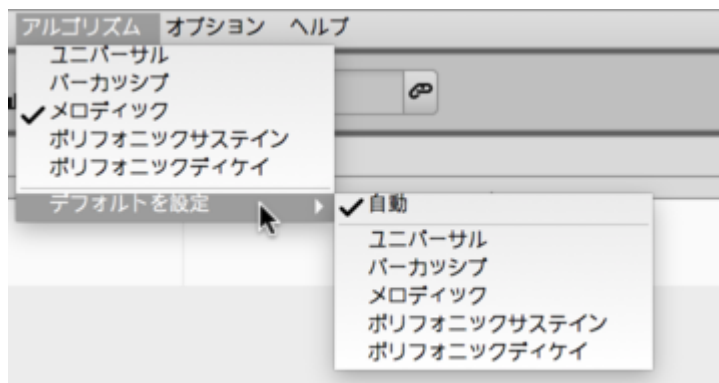 アルゴリズム オプション ヘルプ
ユニバーサル
パーカッシブ
✓メロディック
ポリフォニックサステイン
ポリフォニックディケイ
デフォルトを設定
✓自動
ユニバーサル
パーカッシブ
メロディック
ポリフォニックサステイン
ポリフォニックディケイ